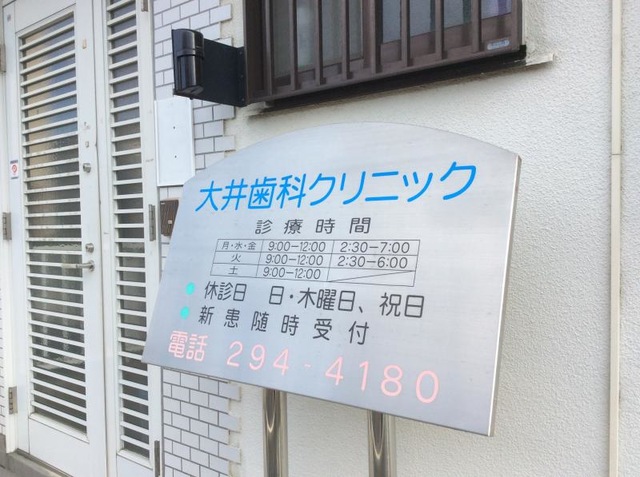 大井歯科クリニック
診療時間
月・水・金 9:00−12:00 2:30−7:00
火 9:00−12:00 2:30−6:00
土 9:00−12:00
休診日 日・木曜日、祝日
新患随時受付
電話 294-4180